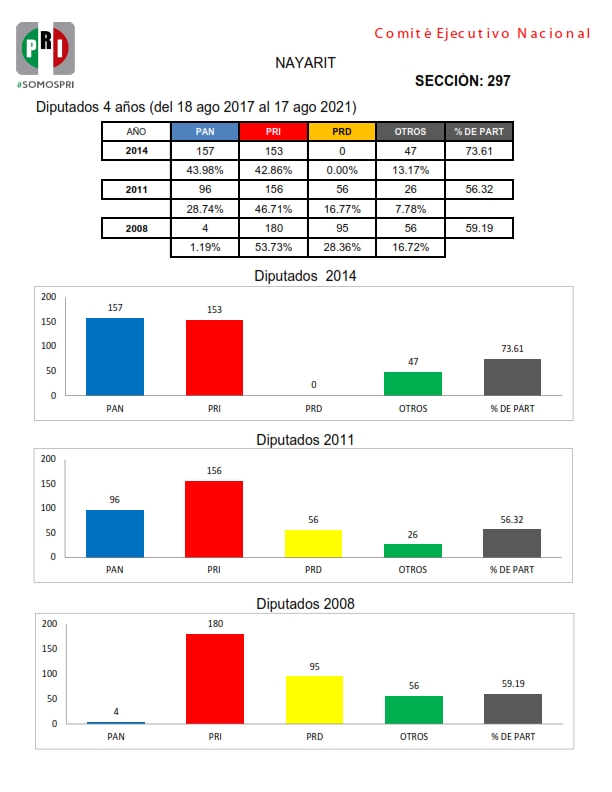 Comité Ejecutivo Nacional
PRI
#SOMOSPRI
NAYARIT
SECCIÓN: 297
Diputados 4 años (del 18 ago 2017 al 17 ago 2021)
AÑO PAN PRI PRD OTROS % DE PART
2014 157 153 0 47 73.61
43.98% 42.86% 0.00% 13.17%
2011 96 156 56 26 56.32
28.74% 46.71% 16.77% 7.78%
2008 4 180 95 56 59.19
1.19% 53.73% 28.36% 16.72%
Diputados 2014
200
150
100
50
0
157 153 0 47 73.61
PAN PRI PRD OTROS % DE PART
Diputados 2011
200
150
100
50
0
96 156 56 26 56.32
PAN PRI PRD OTROS % DE PART
Diputados 2008
200
150
100
50
0
4 180 95 56 59.19
PAN PRI PRD OTROS % DE PART